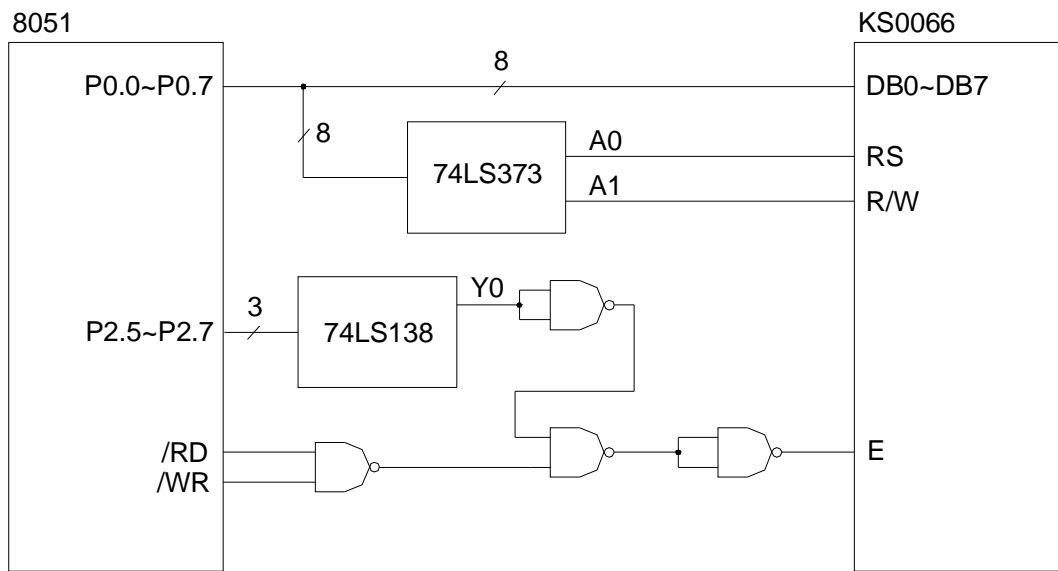 8051
KS0066
P0.0~P0.7
8
DB0~DB7
8
74LS373
A0
RS
A1
R/W
P2.5~P2.7
3
74LS138
Y0
/RD
/WR
E